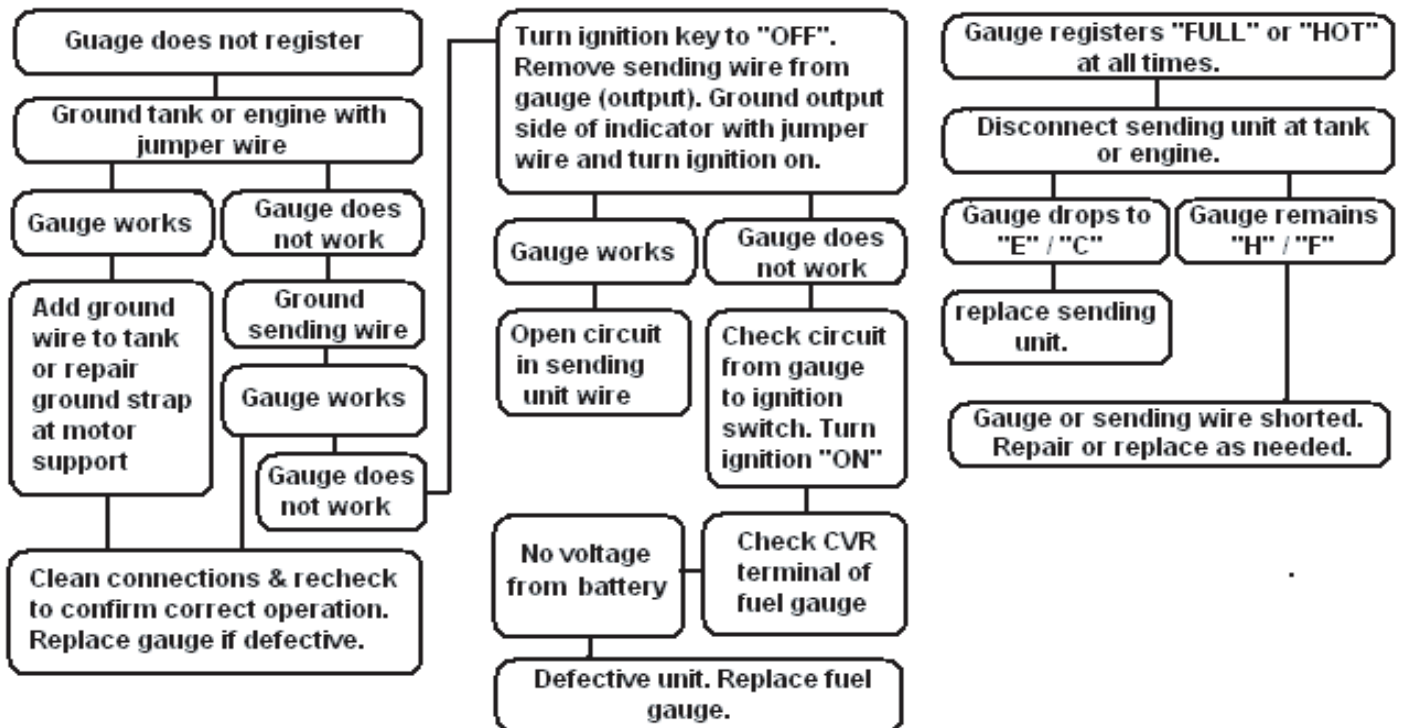 Guage does not register
Ground tank or engine with
jumper wire
Gauge works
Gauge does
not work
Add ground
wire to tank
or repair
ground strap
at motor
support
Ground
sending wire
Gauge works
Gauge does
not work
Clean connections & recheck
to confirm correct operation.
Replace gauge if defective.
Turn ignition key to "OFF".
Remove sending wire from
gauge (output). Ground output
side of indicator with jumper
wire and turn ignition on.
Gauge works
Gauge does
not work
Open circuit
in sending
unit wire
Check circuit
from gauge
to ignition
switch. Turn
ignition "ON"
No voltage
from battery
Check CVR
terminal of
fuel gauge
Defective unit. Replace fuel
gauge.
Gauge registers "FULL" or "HOT"
at all times.
Disconnect sending unit at tank
or engine.
Gauge drops to
"E" / "C"
Gauge remains
"H" / "F"
replace sending
unit.
Gauge or sending wire shorted.
Repair or replace as needed.